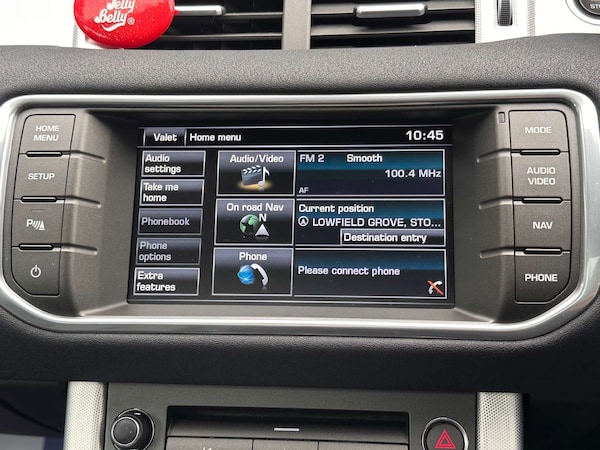 Jelly Belly
STO
HOME MENU
SETUP
P
Valet
Home menu
10:45
Audio settings
Take me home
Phonebook
Phone options
Extra features
Audio/Video
On road Nav
N
Phone
FM 2
Smooth
100.4 MHz
AF
Current position
LOWFIELD GROVE, STO...
Destination entry
Please connect phone
MODE
AUDIO VIDEO
NAV
PHONE